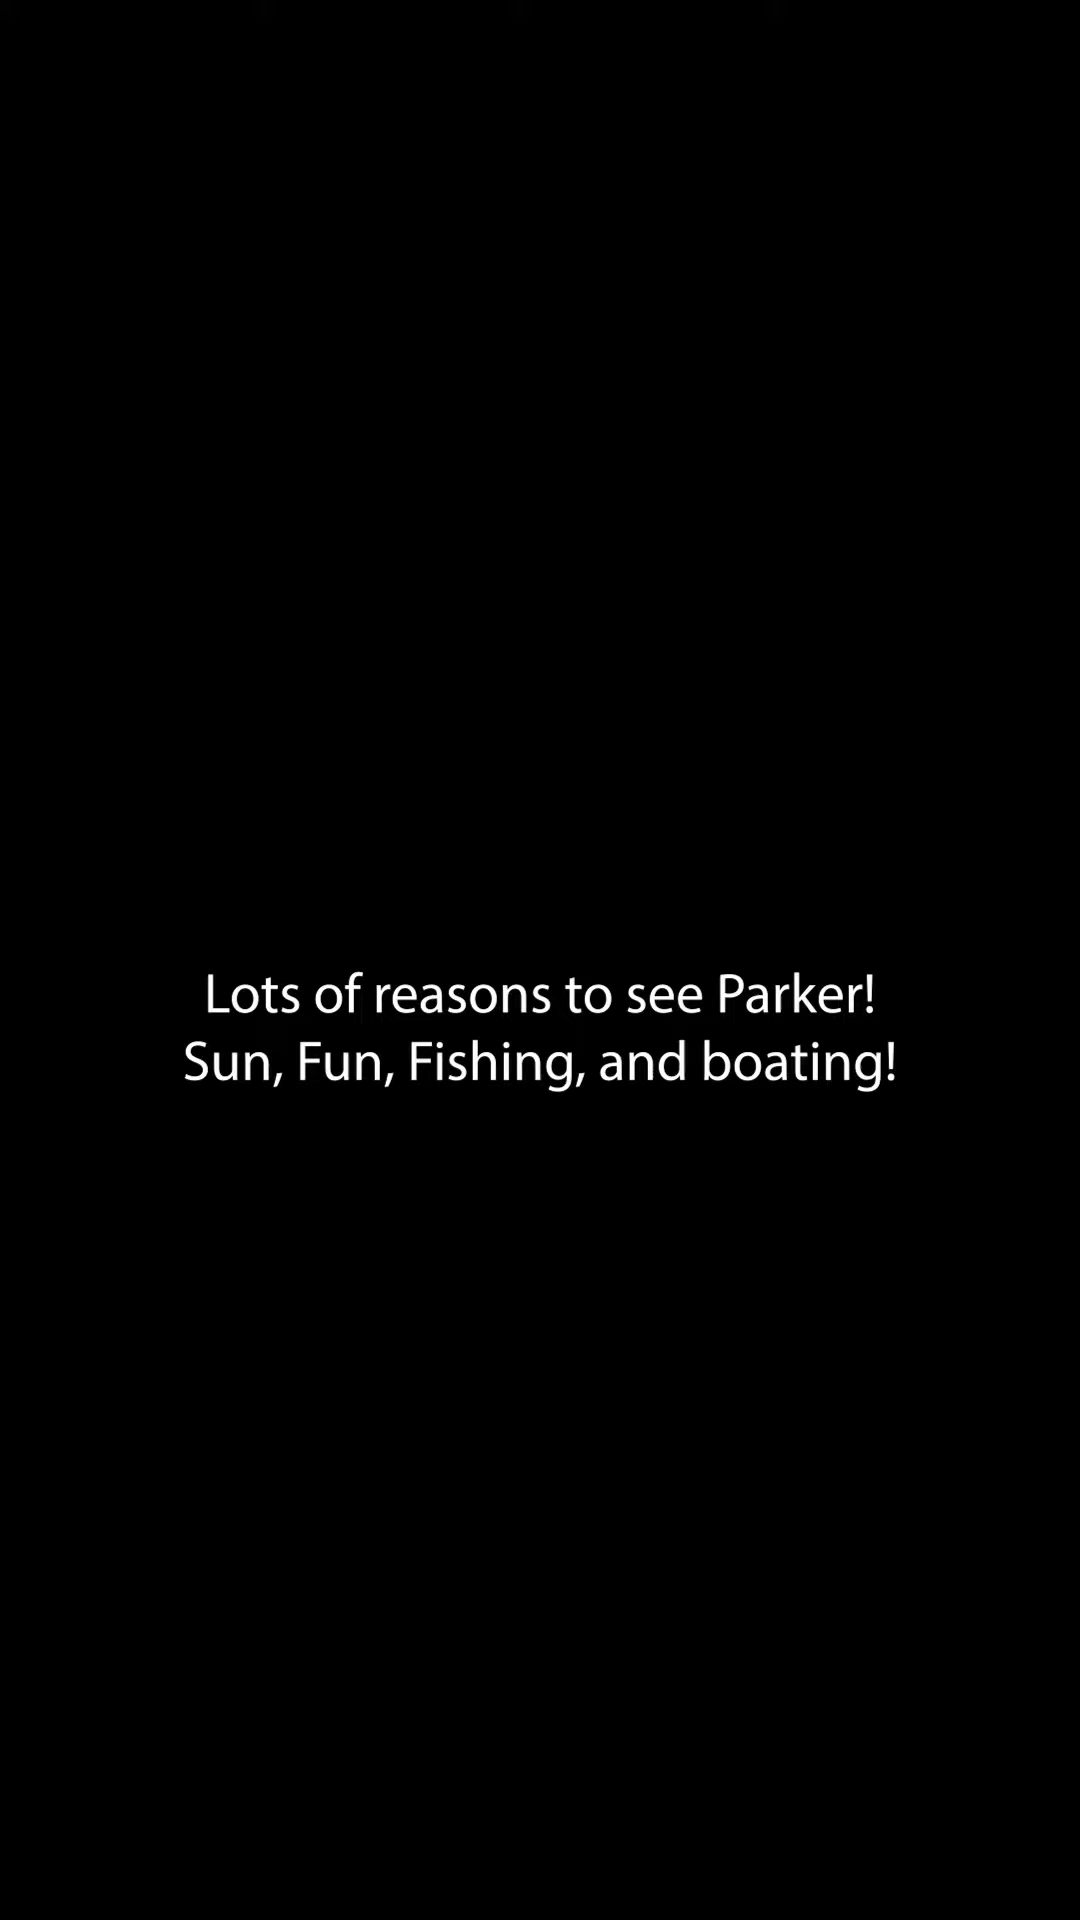 Lots of reasons to see Parker!
Sun, Fun, Fishing, and boating!